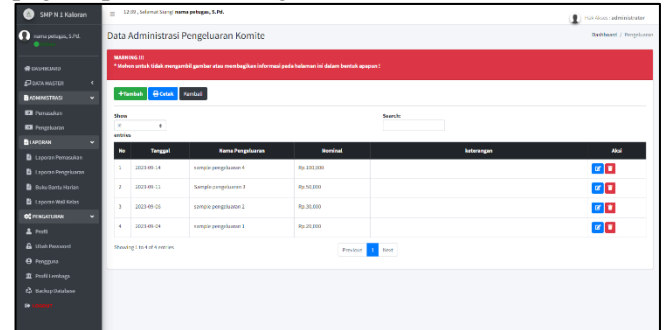 SMP N 1 Kaloran
12:09, Selamat Siang! nama petugas, S.Pd.
Hak Akses : administrator
nama petugas, S.Pd.
Data Administrasi Pengeluaran Komite
Dashboard / Pengeluaran
WARNING !!!
* Mohon untuk tidak mengambil gambar atau membagikan informasi pada halaman ini dalam bentuk apapun !
DASHBOARD
DATA MASTER
ADMINISTRASI
Pemasukan
Pengeluaran
LAPORAN
Laporan Pemasukan
Laporan Pengeluaran
Buku Bantu Harian
Laporan Wali Kelas
PENGATURAN
Profil
Ubah Password
Pengguna
Profil Lembaga
Backup Database
+Tambah Cetak Kembali
Show
entries
Search:
No Tanggal Nama Pengeluaran Nominal keterangan Aksi
1 2023-09-14 sample pengeluaran 4 Rp.100.000
2 2023-09-11 Sample pengeluaran 3 Rp.50.000
3 2023-09-05 sample pengeluaran 2 Rp.30.000
4 2023-09-04 sample pengeluaran 1 Rp.20.000
Showing 1 to 4 of 4 entries
Previous 1 Next